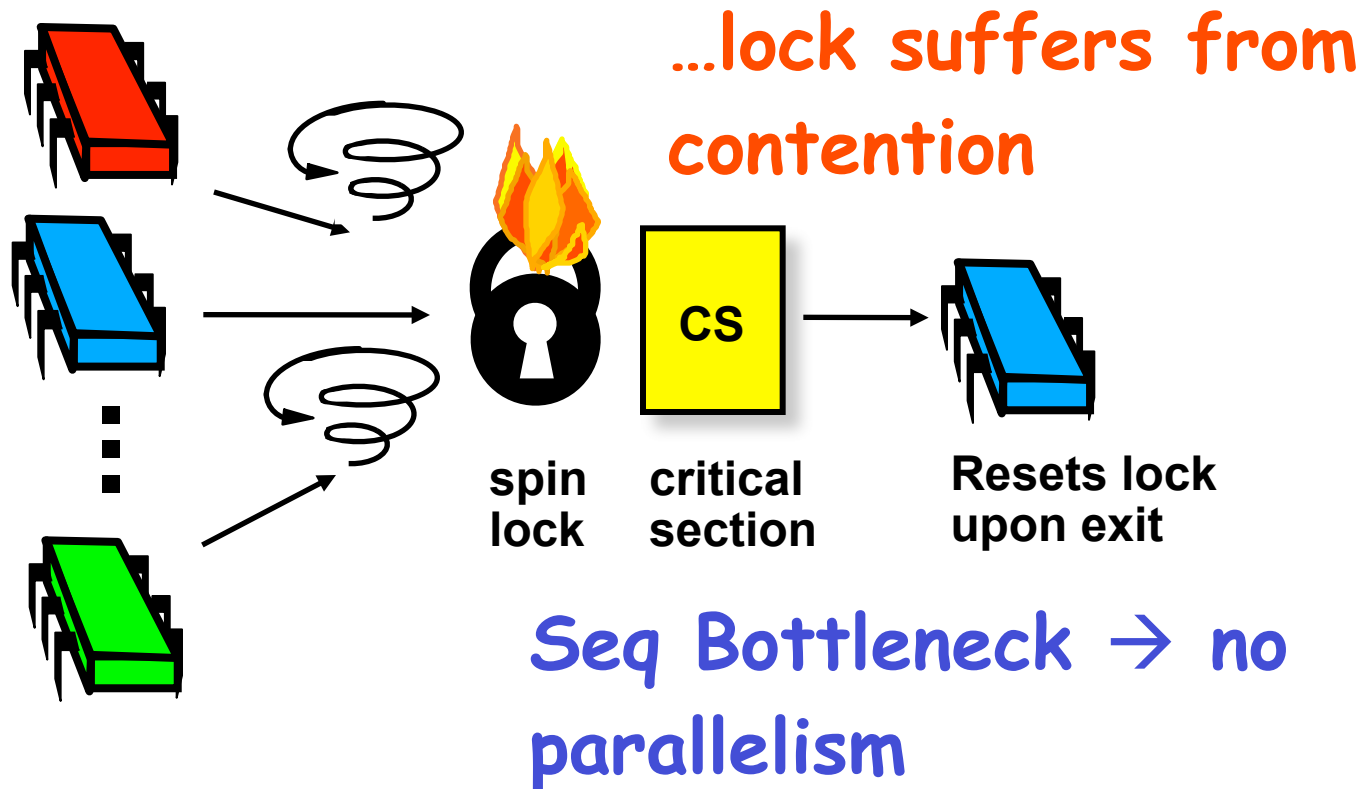 …lock suffers from
contention
CS
spin
lock
critical
section
Resets lock
upon exit
Seq Bottleneck → no
parallelism